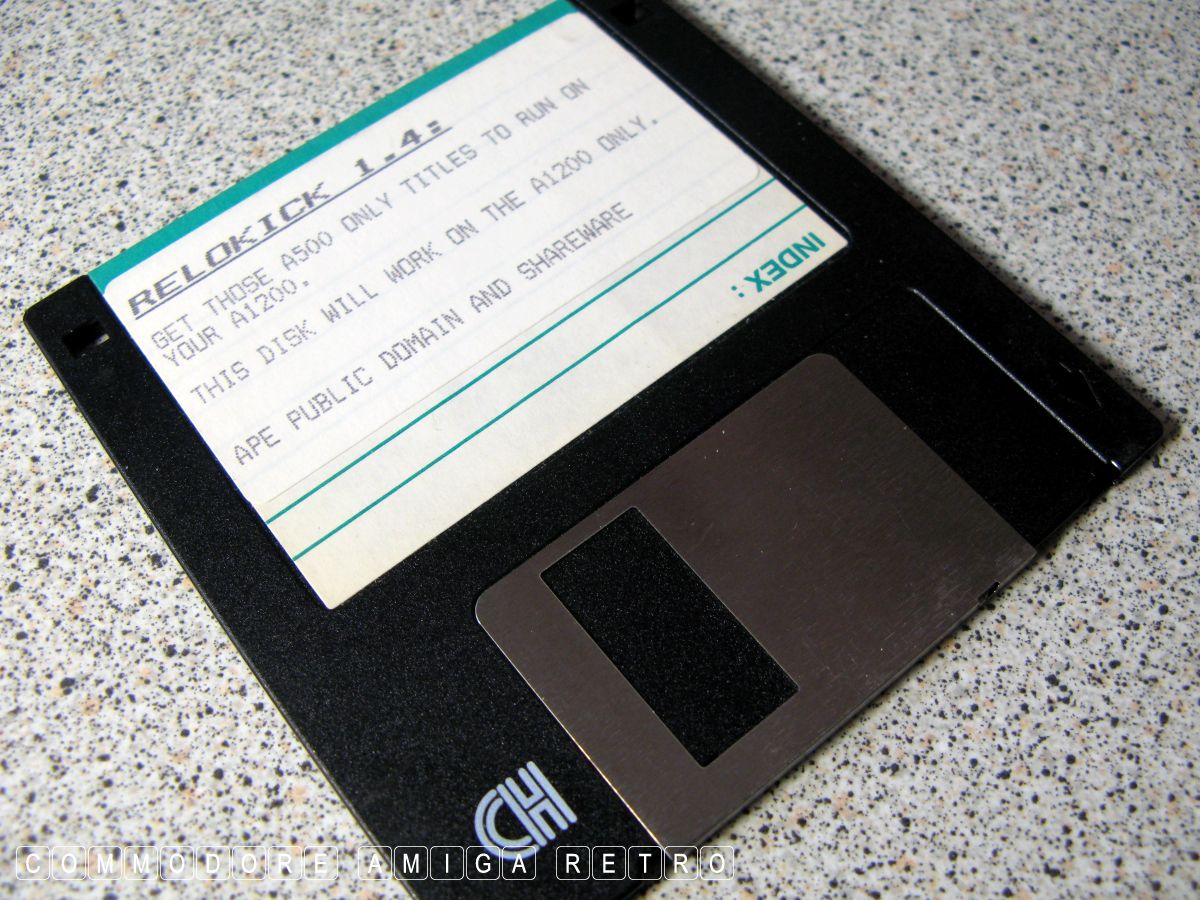 RELOKICK 1.4:
GET THOSE A500 ONLY TITLES TO RUN ON
YOUR A1200.
THIS DISK WILL WORK ON THE A1200 ONLY.
APE PUBLIC DOMAIN AND SHAREWARE
INDEX:
CH
COMMODORE AMIGA RETRO